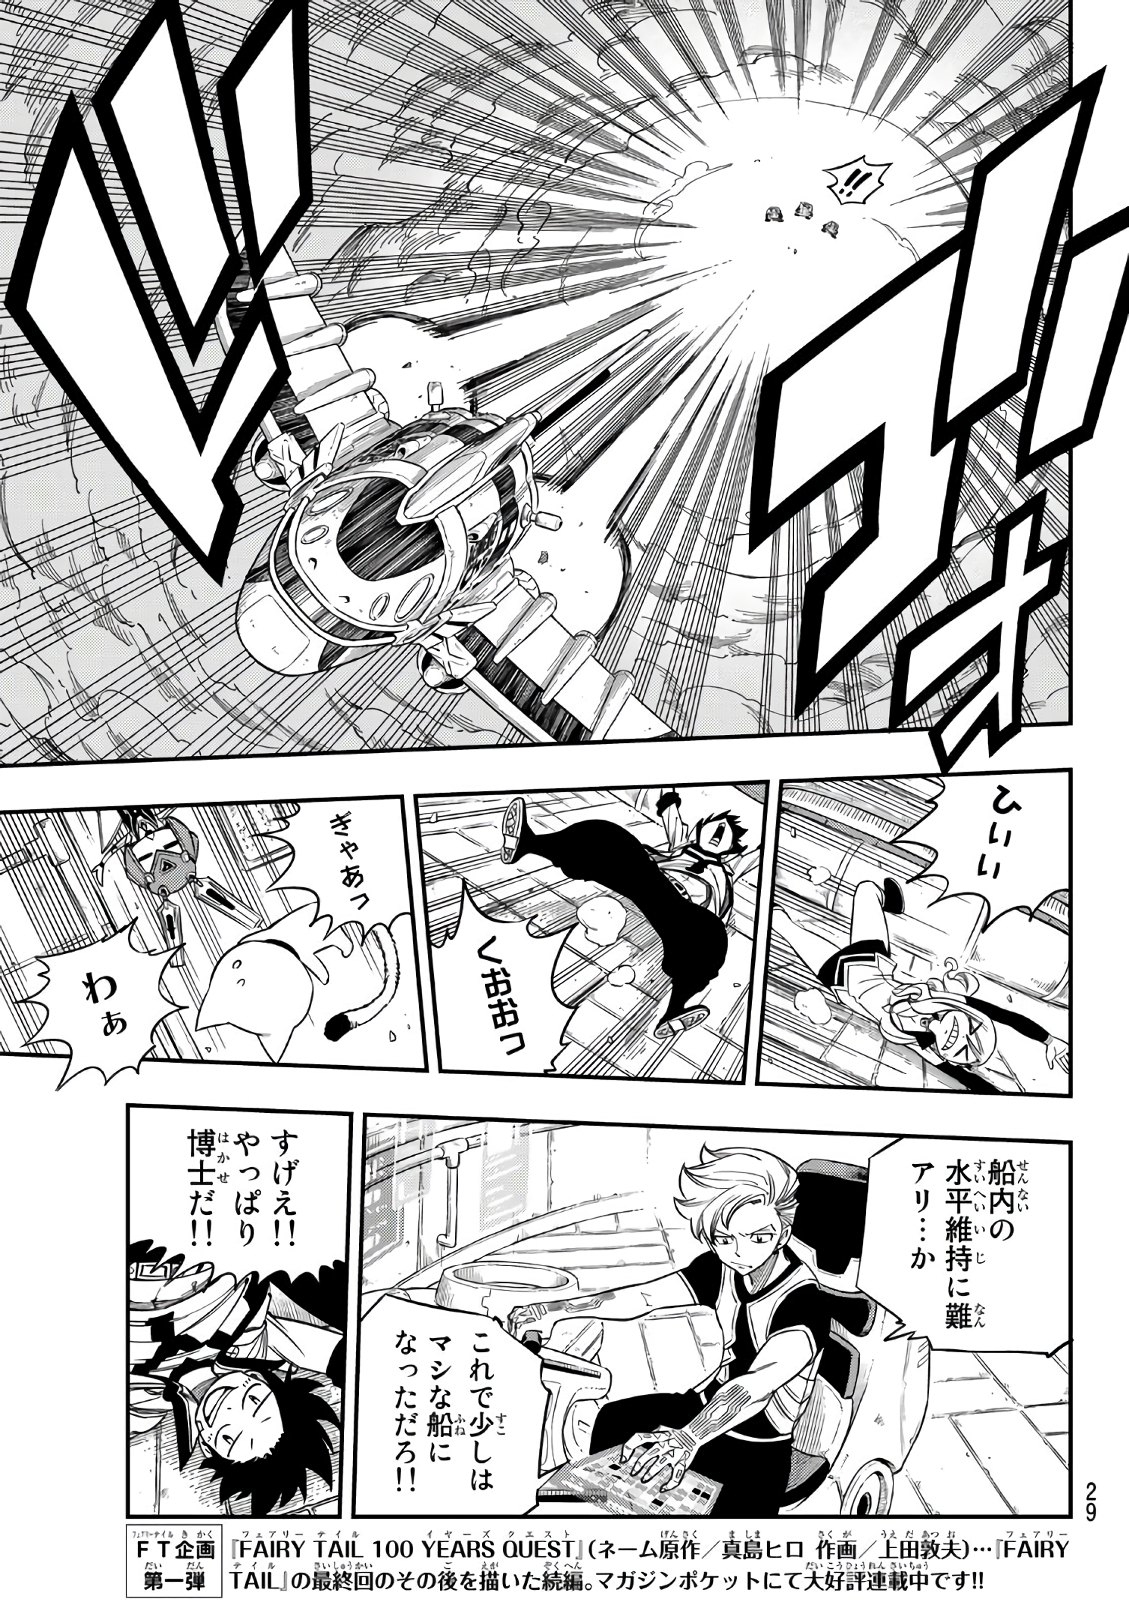 ゴォ
!!
ひぃぃ
くおおっ
ぎゃあっ
わぁ
船内の
水平維持に難
アリ…か
これで少しは
マシな船に
なっただろ!!
すげえ!!
やっぱり
博士だ!!
29
FT企画
第一弾
『FAIRY TAIL 100 YEARS QUEST』(ネーム原作／真島ヒロ 作画／上田敦夫)…『FAIRY
TAIL』の最終回のその後を描いた続編。マガジンポケットにて大好評連載中です!!